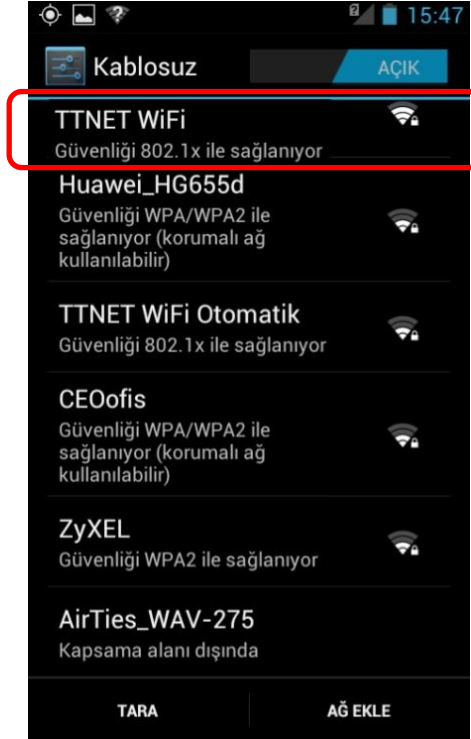 15:47
Kablosuz
AÇIK
TTNET WiFi
Güvenliği 802.1x ile sağlanıyor
Huawei_HG655d
Güvenliği WPA/WPA2 ile
sağlanıyor (korumalı ağ
kullanılabilir)
TTNET WiFi Otomatik
Güvenliği 802.1x ile sağlanıyor
CEOofis
Güvenliği WPA/WPA2 ile
sağlanıyor (korumalı ağ
kullanılabilir)
ZyXEL
Güvenliği WPA2 ile sağlanıyor
AirTies_WAV-275
Kapsama alanı dışında
TARA
AĞ EKLE